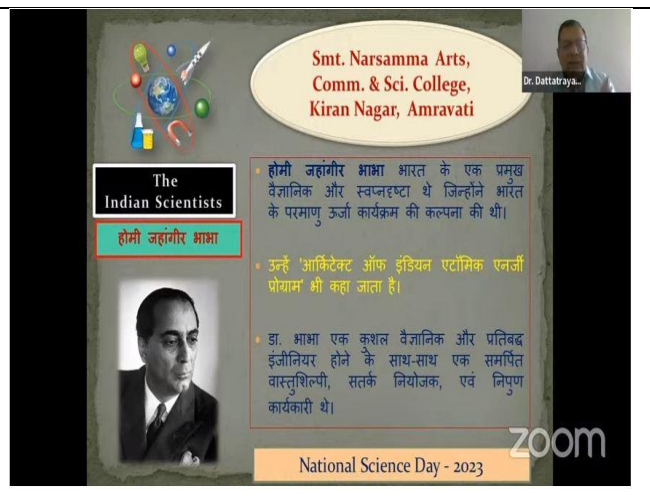 Smt. Narsamma Arts,
Comm. & Sci. College,
Kiran Nagar, Amravati
Dr. Dattatraya...
The
Indian Scientists
होमी जहांगीर भाभा
• होमी जहांगीर भाभा भारत के एक प्रमुख
वैज्ञानिक और स्वप्नदृष्टा थे जिन्होंने भारत
के परमाणु ऊर्जा कार्यक्रम की कल्पना की थी।
• उन्हें 'आर्किटेक्ट ऑफ इंडियन एटॉमिक एनर्जी
प्रोग्राम' भी कहा जाता है।
• डा. भाभा एक कुशल वैज्ञानिक और प्रतिबद्ध
इंजीनियर होने के साथ-साथ एक समर्पित
वास्तुशिल्पी, सतर्क नियोजक, एवं निपुण
कार्यकारी थे।
National Science Day - 2023
zoom